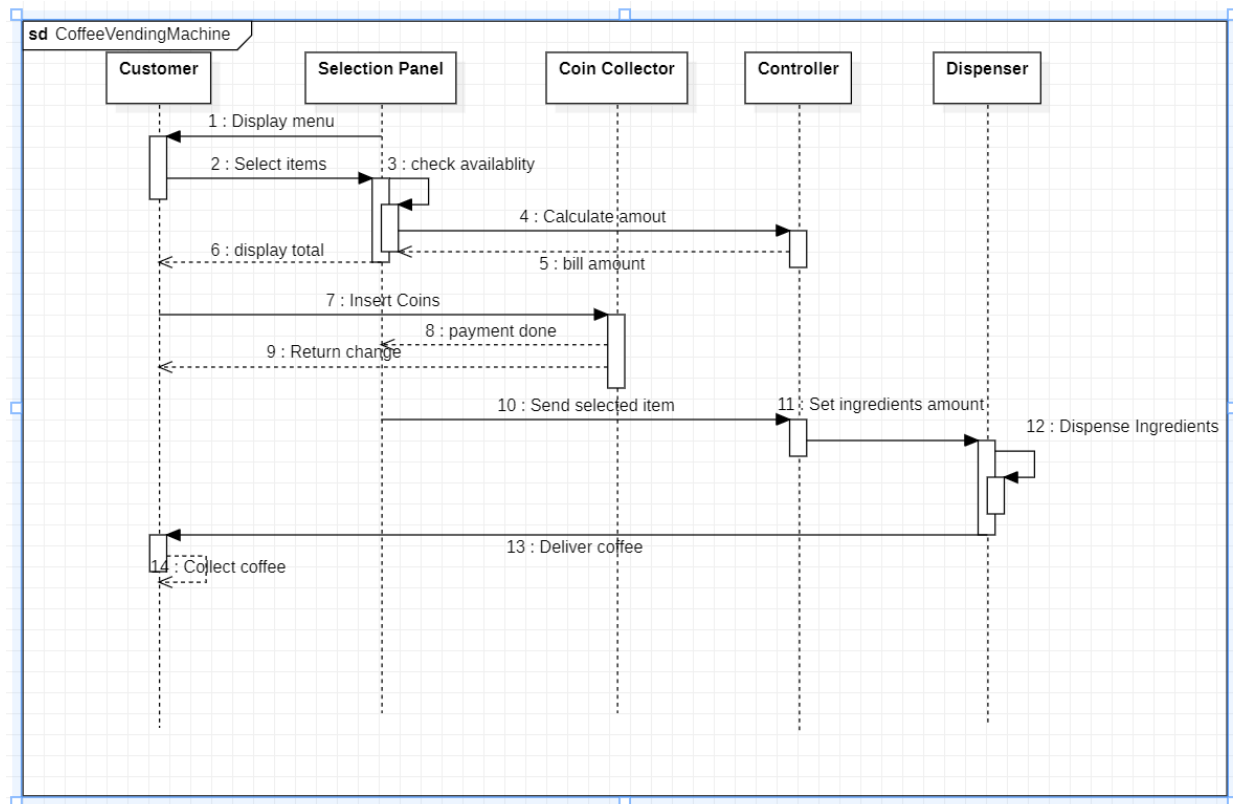 sd CoffeeVendingMachine
Customer
Selection Panel
Coin Collector
Controller
Dispenser
1 : Display menu
2 : Select items
3 : check availablity
4 : Calculate amout
5 : bill amount
6 : display total
7 : Insert Coins
8 : payment done
9 : Return change
10 : Send selected item
11 : Set ingredients amount
12 : Dispense Ingredients
13 : Deliver coffee
14 : Collect coffee